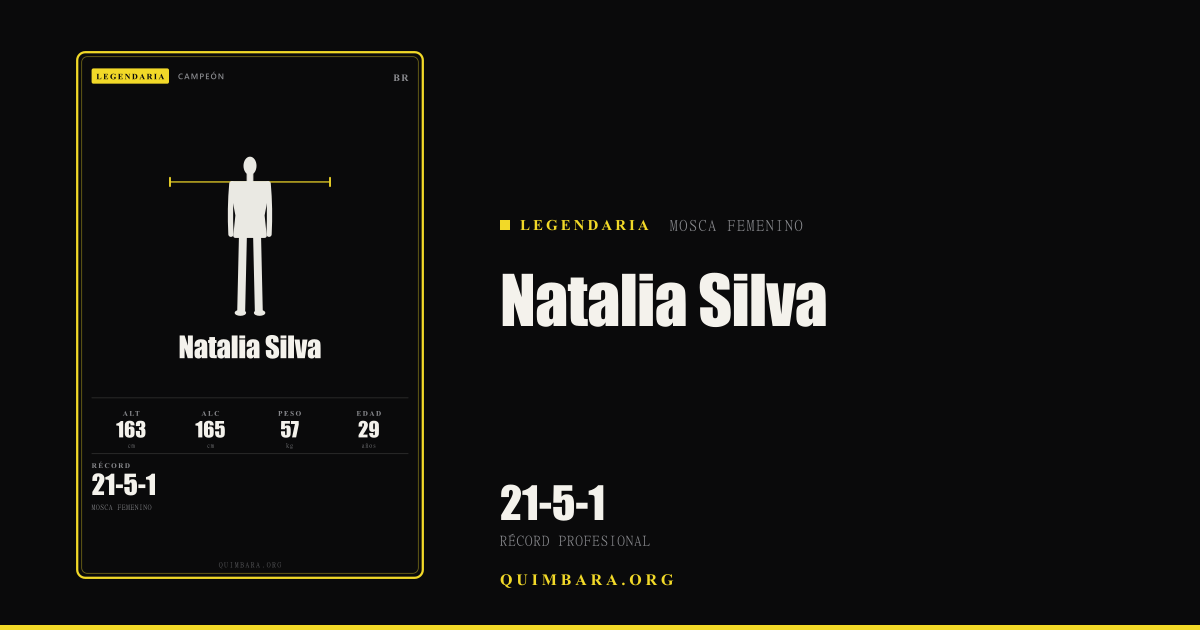 LEGENDARIA CAMPEÓN BR
Natalia Silva
ALT ALC PESO EDAD
163 165 57 29
cm cm kg años
RÉCORD
21-5-1
MOSCA FEMENINO
QUIMBARA.ORG
LEGENDARIA MOSCA FEMENINO
Natalia Silva
21-5-1
RÉCORD PROFESIONAL
QUIMBARA.ORG